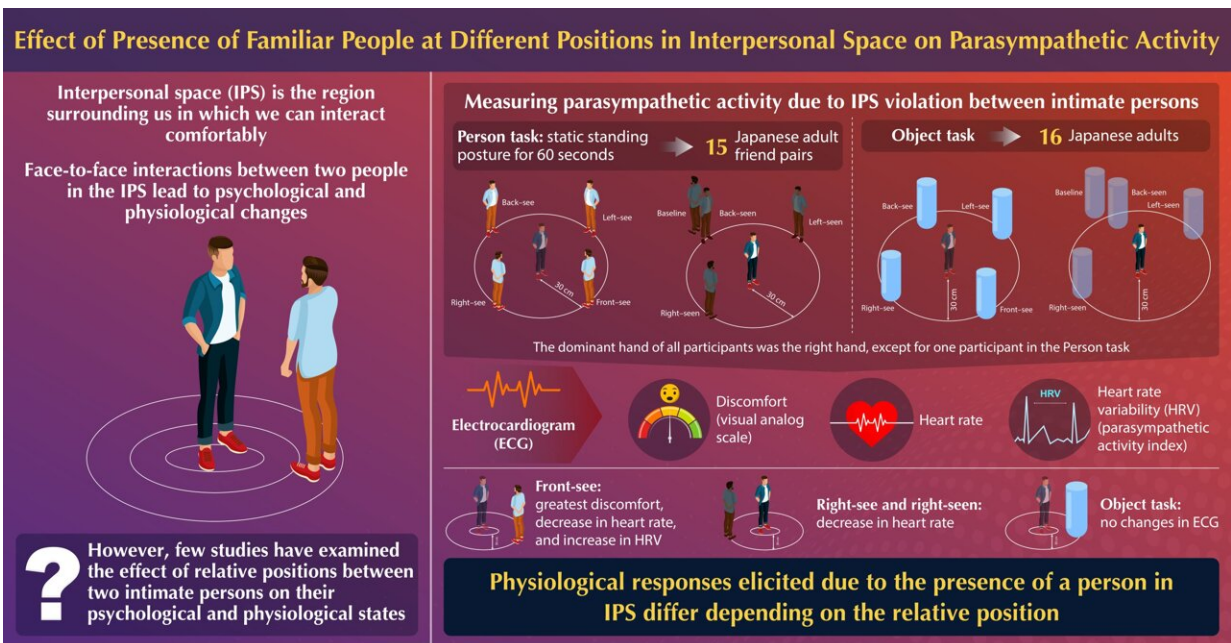 Effect of Presence of Familiar People at Different Positions in Interpersonal Space on Parasympathetic Activity
Interpersonal space (IPS) is the region
surrounding us in which we can interact
comfortably
Face-to-face interactions between two people
in the IPS lead to psychological and
physiological changes
?
However, few studies have examined
the effect of relative positions between
two intimate persons on their
psychological and physiological states
Measuring parasympathetic activity due to IPS violation between intimate persons
Person task: static standing
posture for 60 seconds
15 Japanese adult
friend pairs
Back–see
Left–see
Right–see
Front–see
30 cm
Baseline
Back–seen
Left–seen
Right–seen
30 cm
Object task
16 Japanese adults
Back–see
Left–see
Right–see
Front–see
30 cm
Back–seen
Left–seen
Right–seen
30 cm
The dominant hand of all participants was the right hand, except for one participant in the Person task
Electrocardiogram
(ECG)
Discomfort
(visual analog
scale)
Heart rate
HRV
Heart rate
variability (HRV)
(parasympathetic
activity index)
Front-see:
greatest discomfort,
decrease in heart rate,
and increase in HRV
Right-see and right-seen:
decrease in heart rate
Object task:
no changes in ECG
Physiological responses elicited due to the presence of a person in
IPS differ depending on the relative position